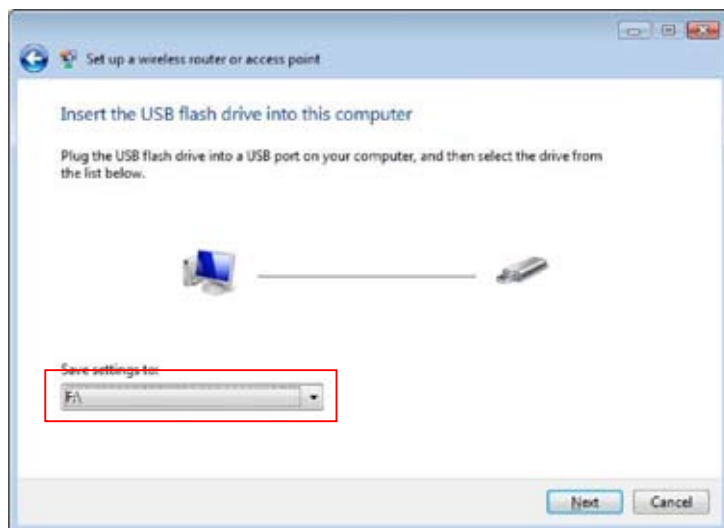 Set up a wireless router or access point
Insert the USB flash drive into this computer
Plug the USB flash drive into a USB port on your computer, and then select the drive from
the list below.
Save settings to:
F:\
Next
Cancel